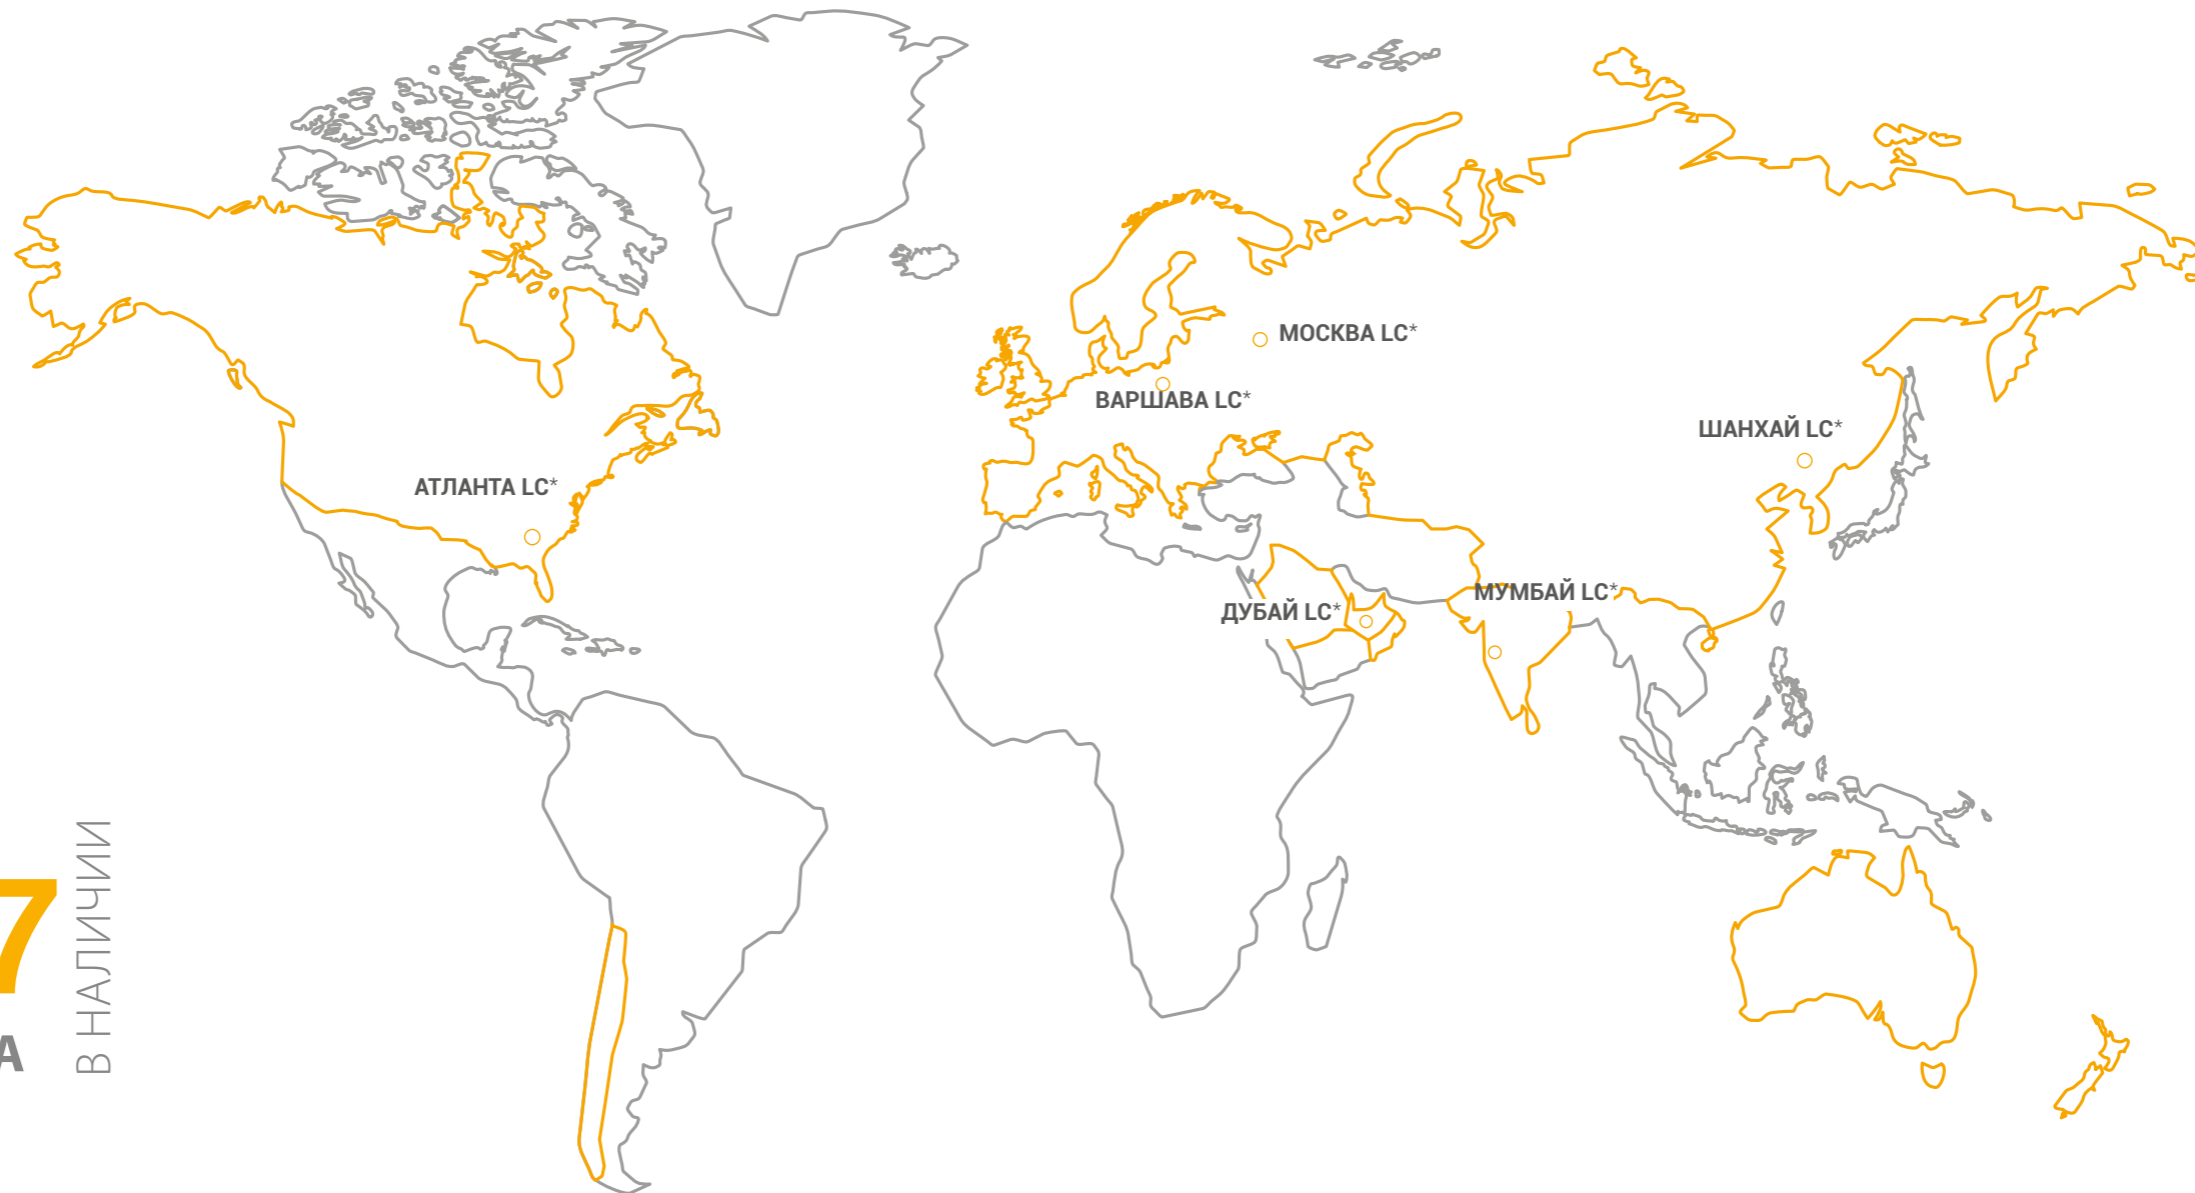 МОСКВА LC*
ВАРШАВА LC*
ШАНХАЙ LC*
АТЛАНТА LC*
МУМБАЙ LC*
ДУБАЙ LC*
7
А
В НАЛИЧИИ